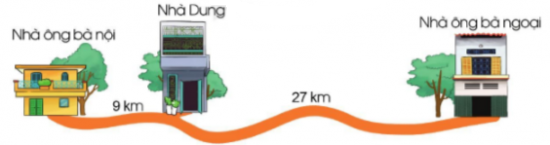 Nhà Dung
Nhà ông bà ngoại
Nhà ông bà nội
27 km
9 km